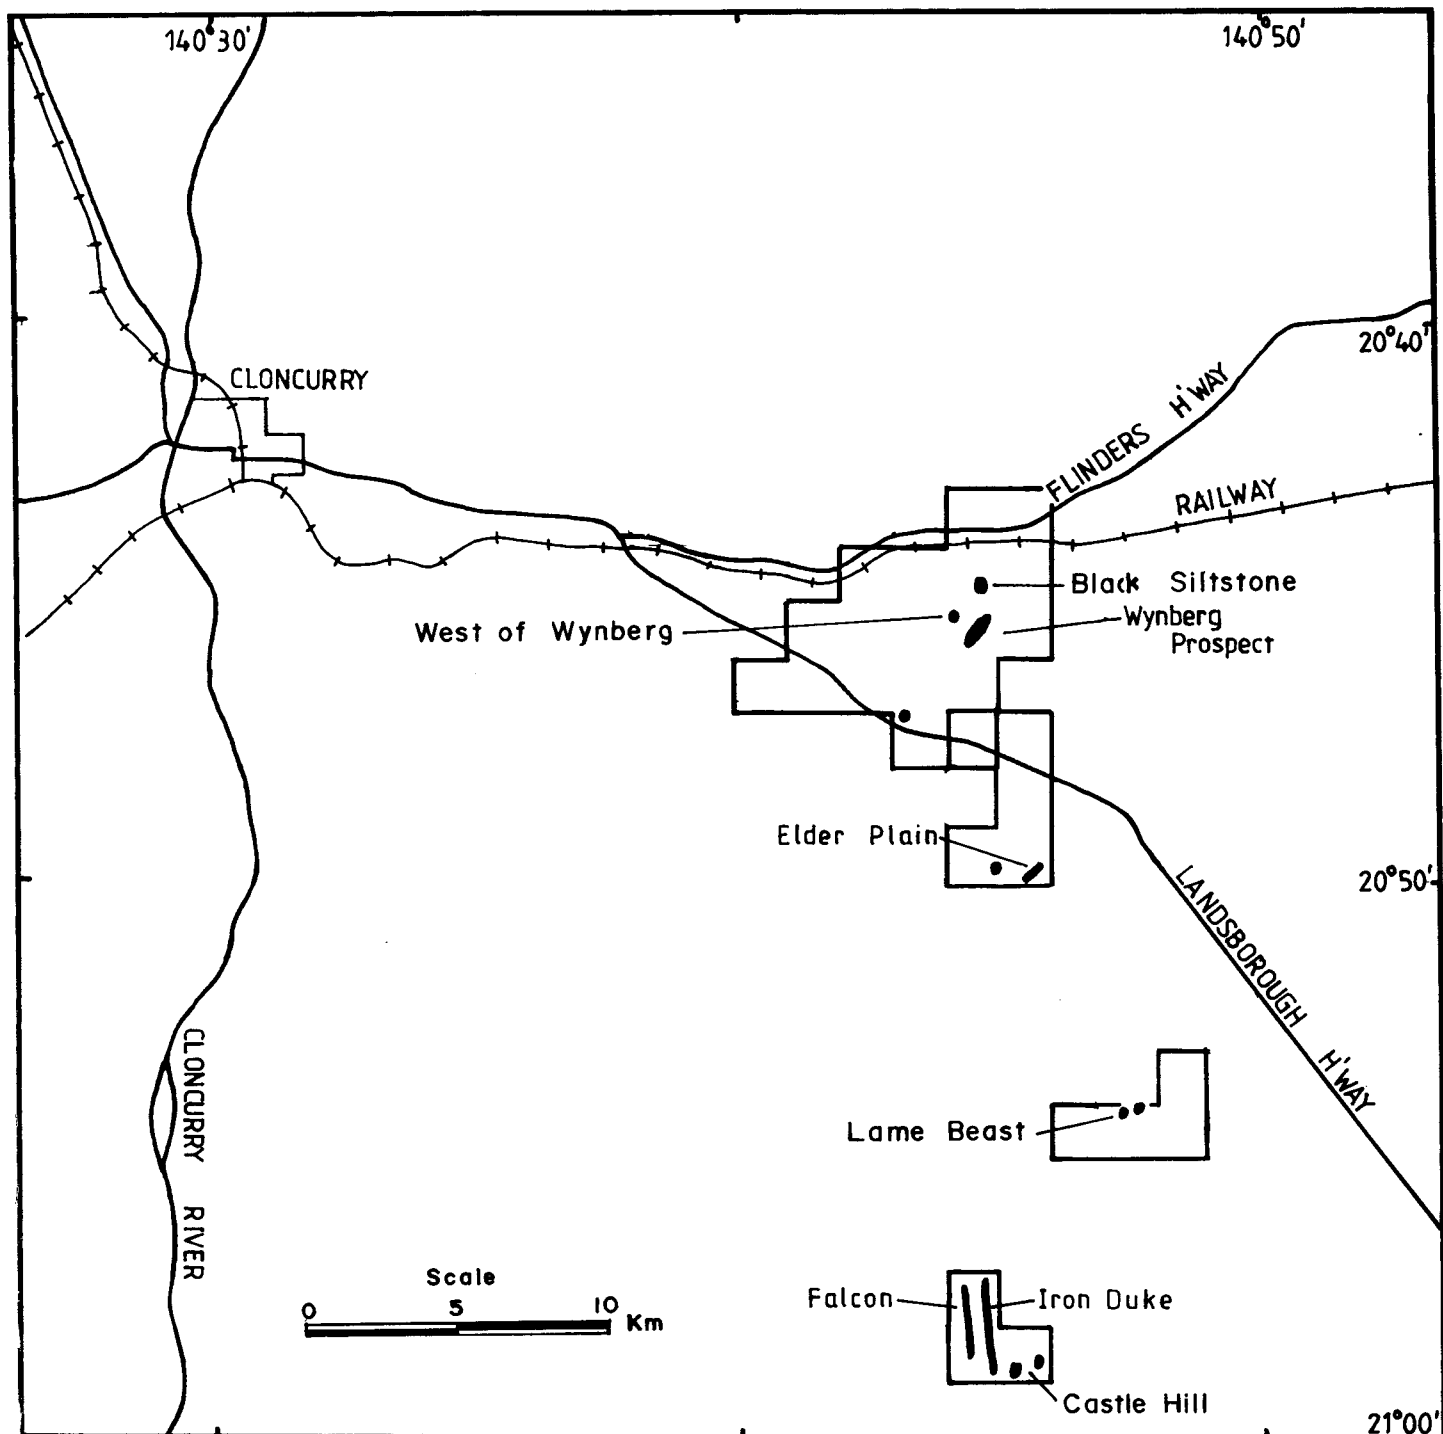 140°30'
140°50'
20°40'
CLONCURRY
FLINDERS H'WAY
RAILWAY
Black Siltstone
West of Wynberg
Wynberg
Prospect
Elder Plain
20°50'
LANDSBOROUGH H'WAY
CLONCURRY RIVER
Lame Beast
Scale
0 5 10
Km
Falcon
Iron Duke
Castle Hill
21°00'